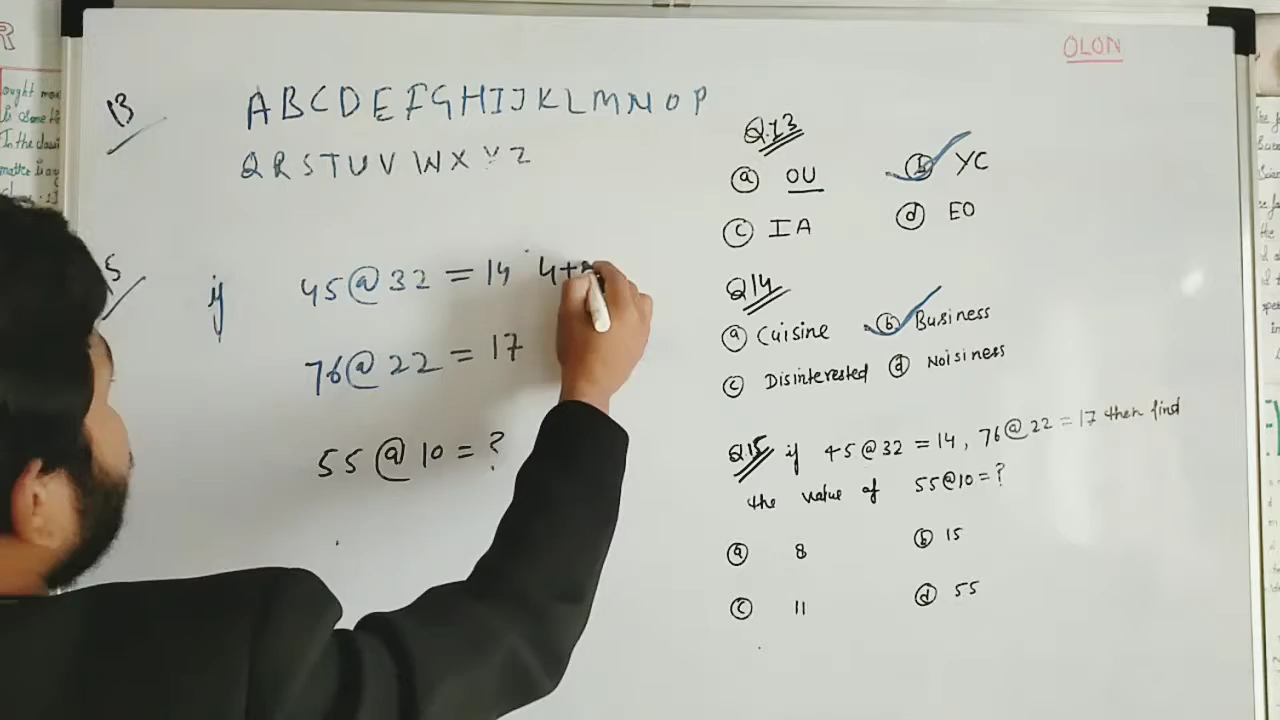 OLON
R
13
A B C D E F G H I J K L M N O P
Q R S T U V W X Y Z
if 45@32 = 14 4+
76@22 = 17
55@10 = ?
Q.13
(a) OU (b) YC
(c) IA (d) EO
Q14
(a) Cuisine (b) Business
(c) Disinterested (d) Noisiness
Q15 if 45@32 = 14, 76@22 = 17 then find
the value of 55@10 = ?
(a) 8 (b) 15
(c) 11 (d) 55